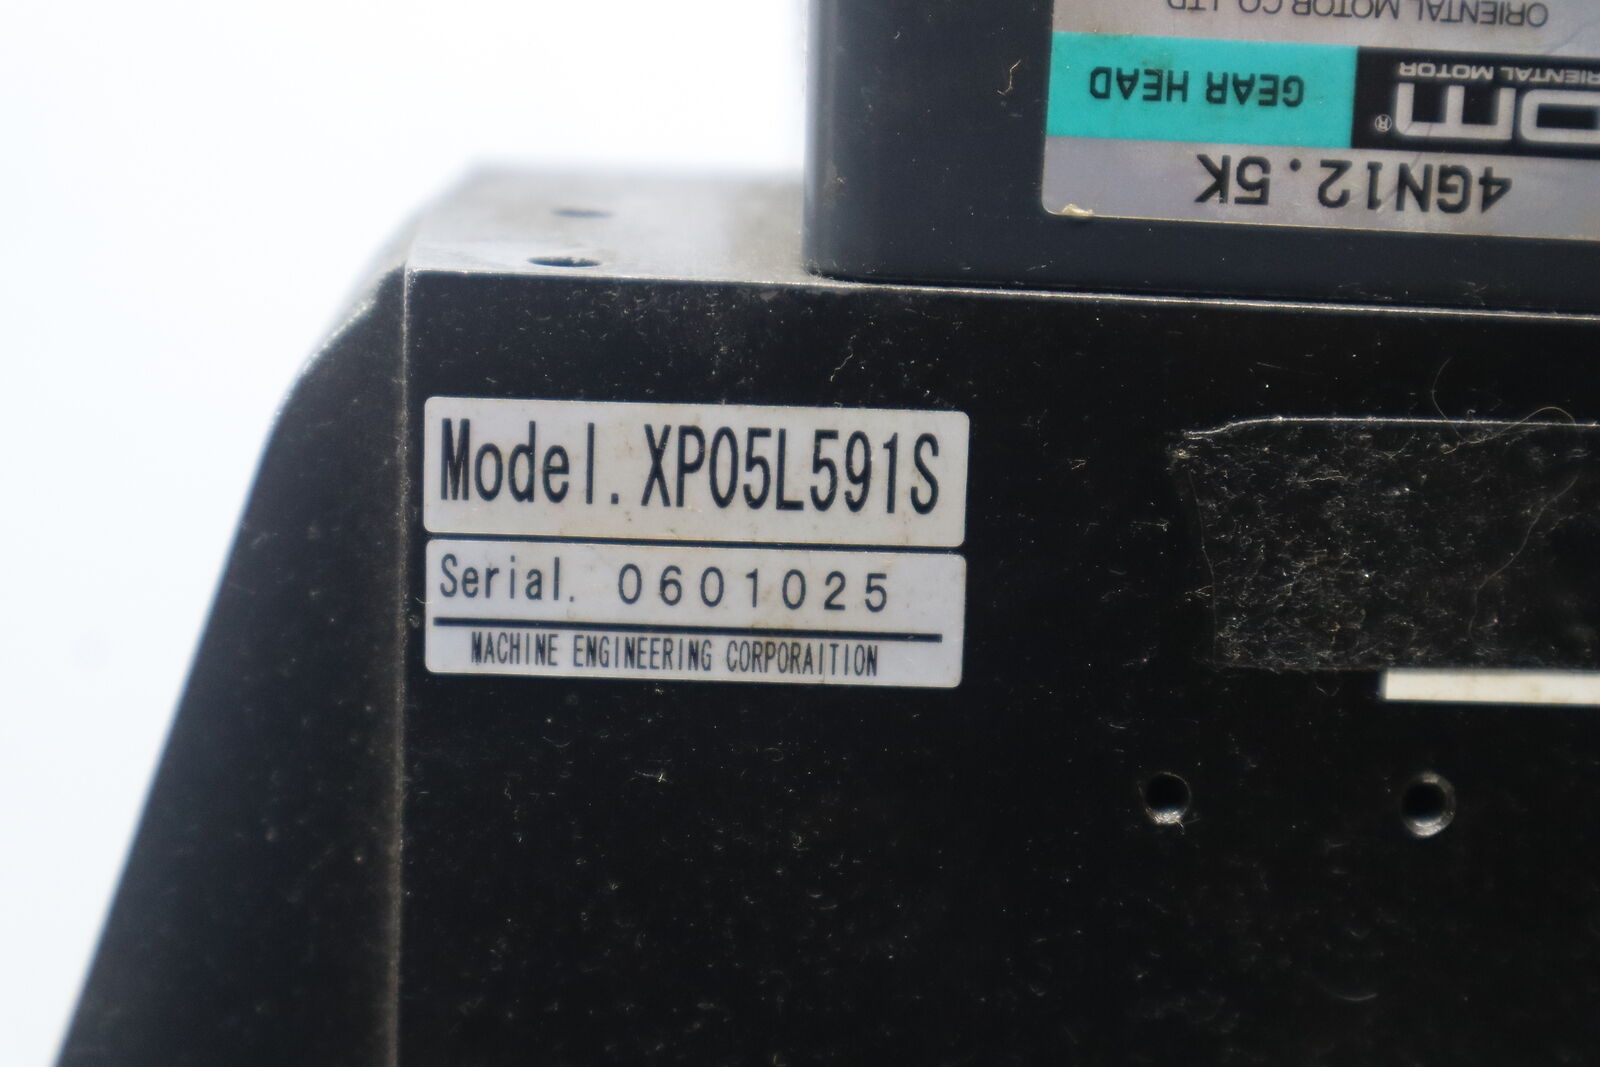 ORIENTAL MOTOR CO. LTD
GEAR HEAD
ORIENTAL MOTOR
®
4GN12.5K
Model. XP05L591S
Serial. 0601025
MACHINE ENGINEERING CORPORAITION